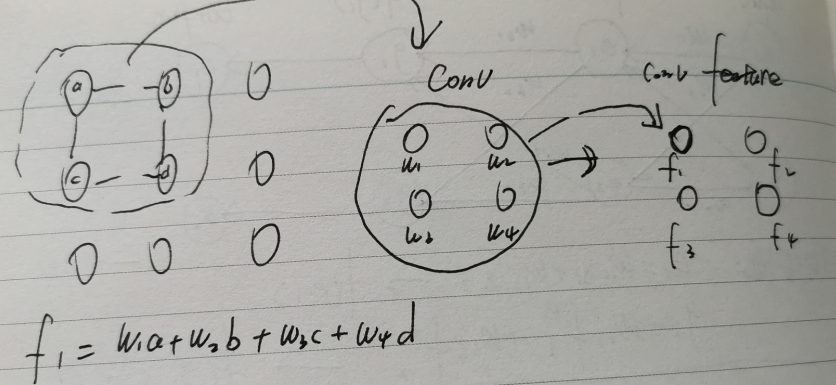 Conv
Conv feature
a b
c d
w₁ w₂
w₃ w₄
f₁ f₂
f₃ f₄
f₁ = w₁a + w₂b + w₃c + w₄d